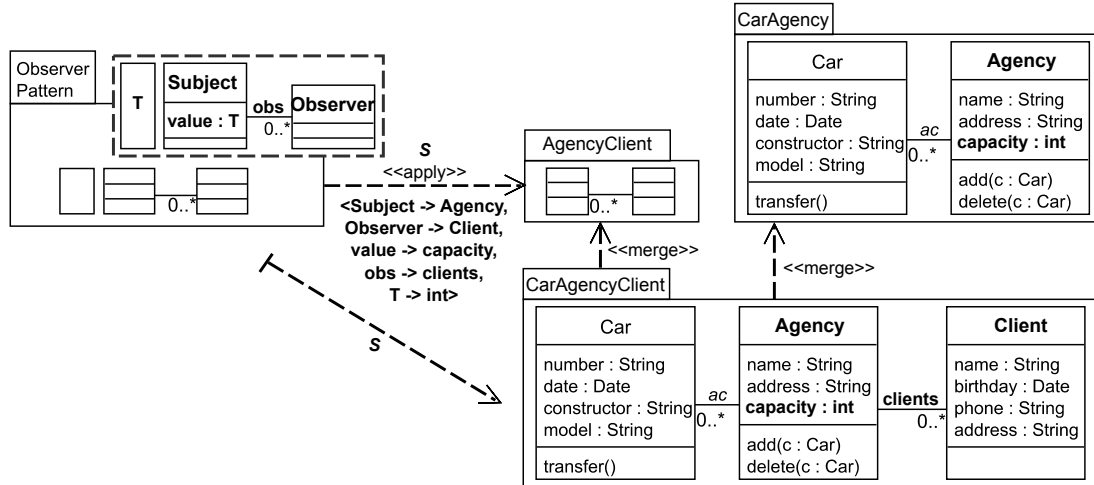 Observer
Pattern
T
Subject
value : T
obs
0..*
Observer
0..*
S
<<apply>>
<Subject -> Agency,
Observer -> Client,
value -> capacity,
obs -> clients,
T -> int>
AgencyClient
0..*
<<merge>>
CarAgency
Car
number : String
date : Date
constructor : String
model : String
transfer()
ac
0..*
Agency
name : String
address : String
capacity : int
add(c : Car)
delete(c : Car)
<<merge>>
S
CarAgencyClient
Car
number : String
date : Date
constructor : String
model : String
transfer()
ac
0..*
Agency
name : String
address : String
capacity : int
add(c : Car)
delete(c : Car)
clients
0..*
Client
name : String
birthday : Date
phone : String
address : String